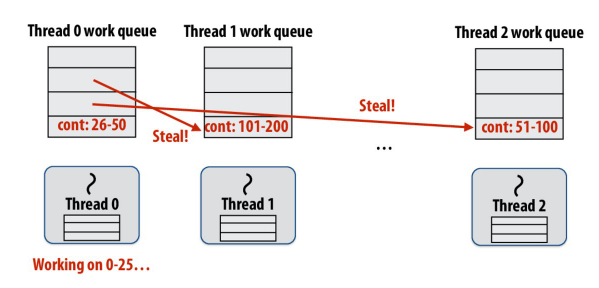 Thread 0 work queue
Thread 1 work queue
Thread 2 work queue
Steal!
cont: 26-50
Steal!
cont: 101-200
cont: 51-100
...
Thread 0
Thread 1
Thread 2
Working on 0-25...